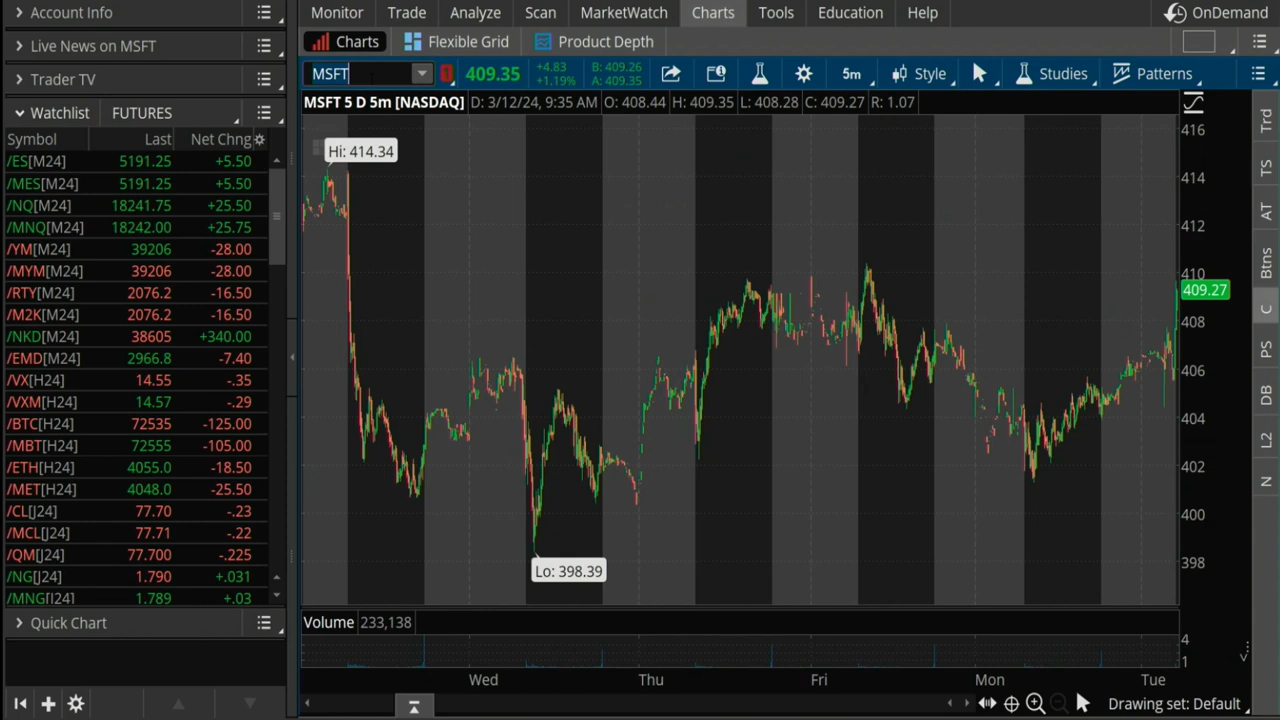 Account Info
Live News on MSFT
Trader TV
Watchlist FUTURES
Symbol Last Net Chng
/ES[M24] 5191.25 +5.50
/MES[M24] 5191.25 +5.50
/NQ[M24] 18241.75 +25.50
/MNQ[M24] 18242.00 +25.75
/YM[M24] 39206 -28.00
/MYM[M24] 39206 -28.00
/RTY[M24] 2076.2 -16.50
/M2K[M24] 2076.2 -16.50
/NKD[M24] 38605 +340.00
/EMD[M24] 2966.8 -7.40
/VX[H24] 14.55 -.35
/VXM[H24] 14.57 -.29
/BTC[H24] 72535 -125.00
/MBT[H24] 72555 -105.00
/ETH[H24] 4055.0 -18.50
/MET[H24] 4048.0 -25.50
/CL[J24] 77.70 -.23
/MCL[J24] 77.71 -.22
/QM[J24] 77.700 -.225
/NG[J24] 1.790 +.031
/MNG[J24] 1.789 +.03
Quick Chart
Monitor Trade Analyze Scan MarketWatch Charts Tools Education Help OnDemand
Charts Flexible Grid Product Depth
MSFT 409.35 +4.83 B: 409.26 5m Style Studies Patterns
+1.19% A: 409.35
MSFT 5 D 5m [NASDAQ] D: 3/12/24, 9:35 AM O: 408.44 H: 409.35 L: 408.28 C: 409.27 R: 1.07
Hi: 414.34
416
414
412
410
409.27
408
406
404
402
400
398
Lo: 398.39
Volume 233,138
4
1
Wed Thu Fri Mon Tue
Drawing set: Default
Trd
TS
AT
Btns
C
PS
DB
L2
N